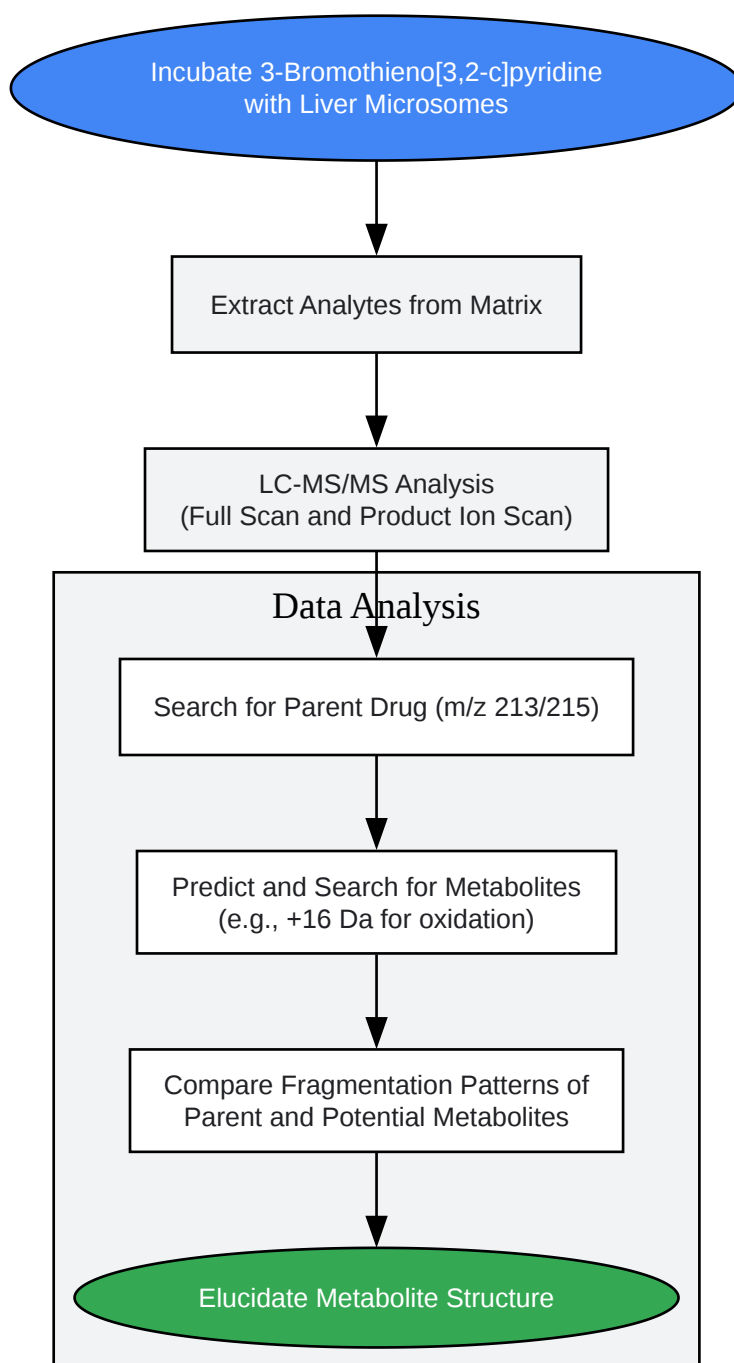 Incubate 3-Bromothieno[3,2-c]pyridine
with Liver Microsomes
Extract Analytes from Matrix
LC-MS/MS Analysis
(Full Scan and Product Ion Scan)
Data Analysis
Search for Parent Drug (m/z 213/215)
Predict and Search for Metabolites
(e.g., +16 Da for oxidation)
Compare Fragmentation Patterns of
Parent and Potential Metabolites
Elucidate Metabolite Structure